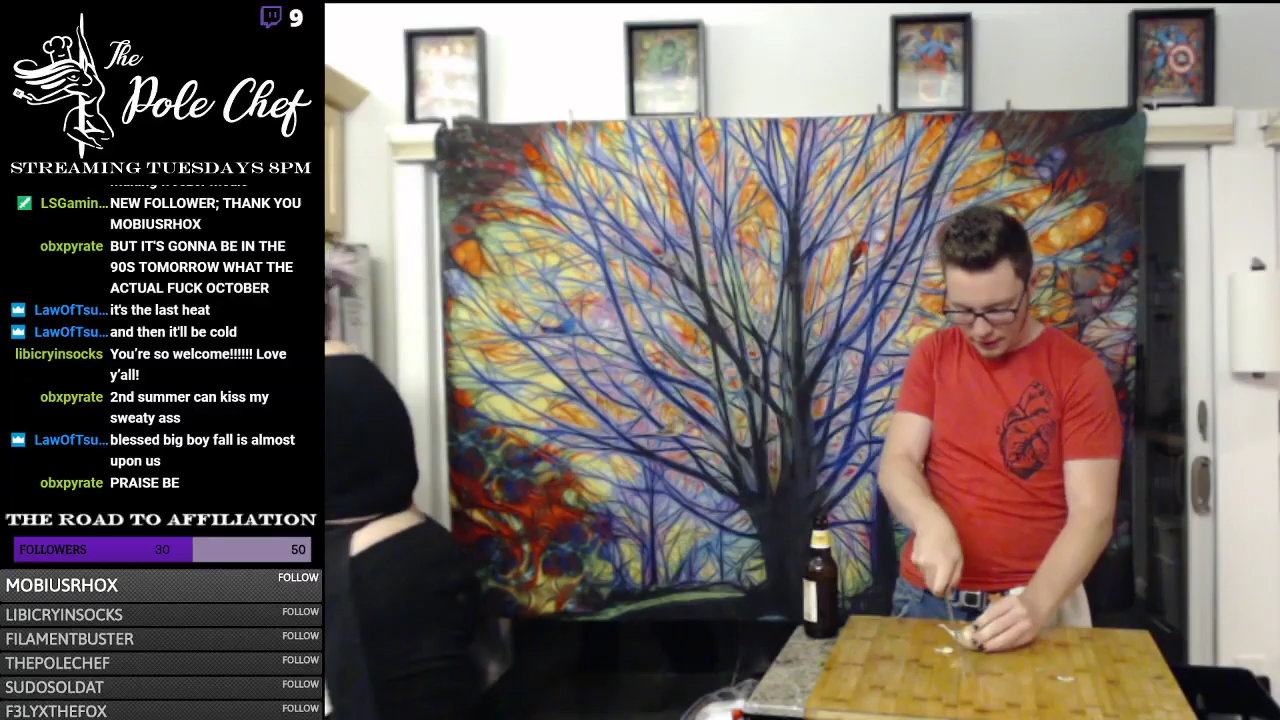 9
The
Pole Chef
STREAMING TUESDAYS 8PM
LSGamin... NEW FOLLOWER; THANK YOU
MOBIUSRHOX
obxpyrate BUT IT'S GONNA BE IN THE
90S TOMORROW WHAT THE
ACTUAL FUCK OCTOBER
LawOfTsu... it's the last heat
LawOfTsu... and then it'll be cold
libicryinsocks You're so welcome!!!!!! Love
y'all!
obxpyrate 2nd summer can kiss my
sweaty ass
LawOfTsu... blessed big boy fall is almost
upon us
obxpyrate PRAISE BE
THE ROAD TO AFFILIATION
FOLLOWERS 30 50
MOBIUSRHOX FOLLOW
LIBICRYINSOCKS FOLLOW
FILAMENTBUSTER FOLLOW
THEPOLECHEF FOLLOW
SUDOSOLDAT FOLLOW
F3LYXTHEFOX FOLLOW